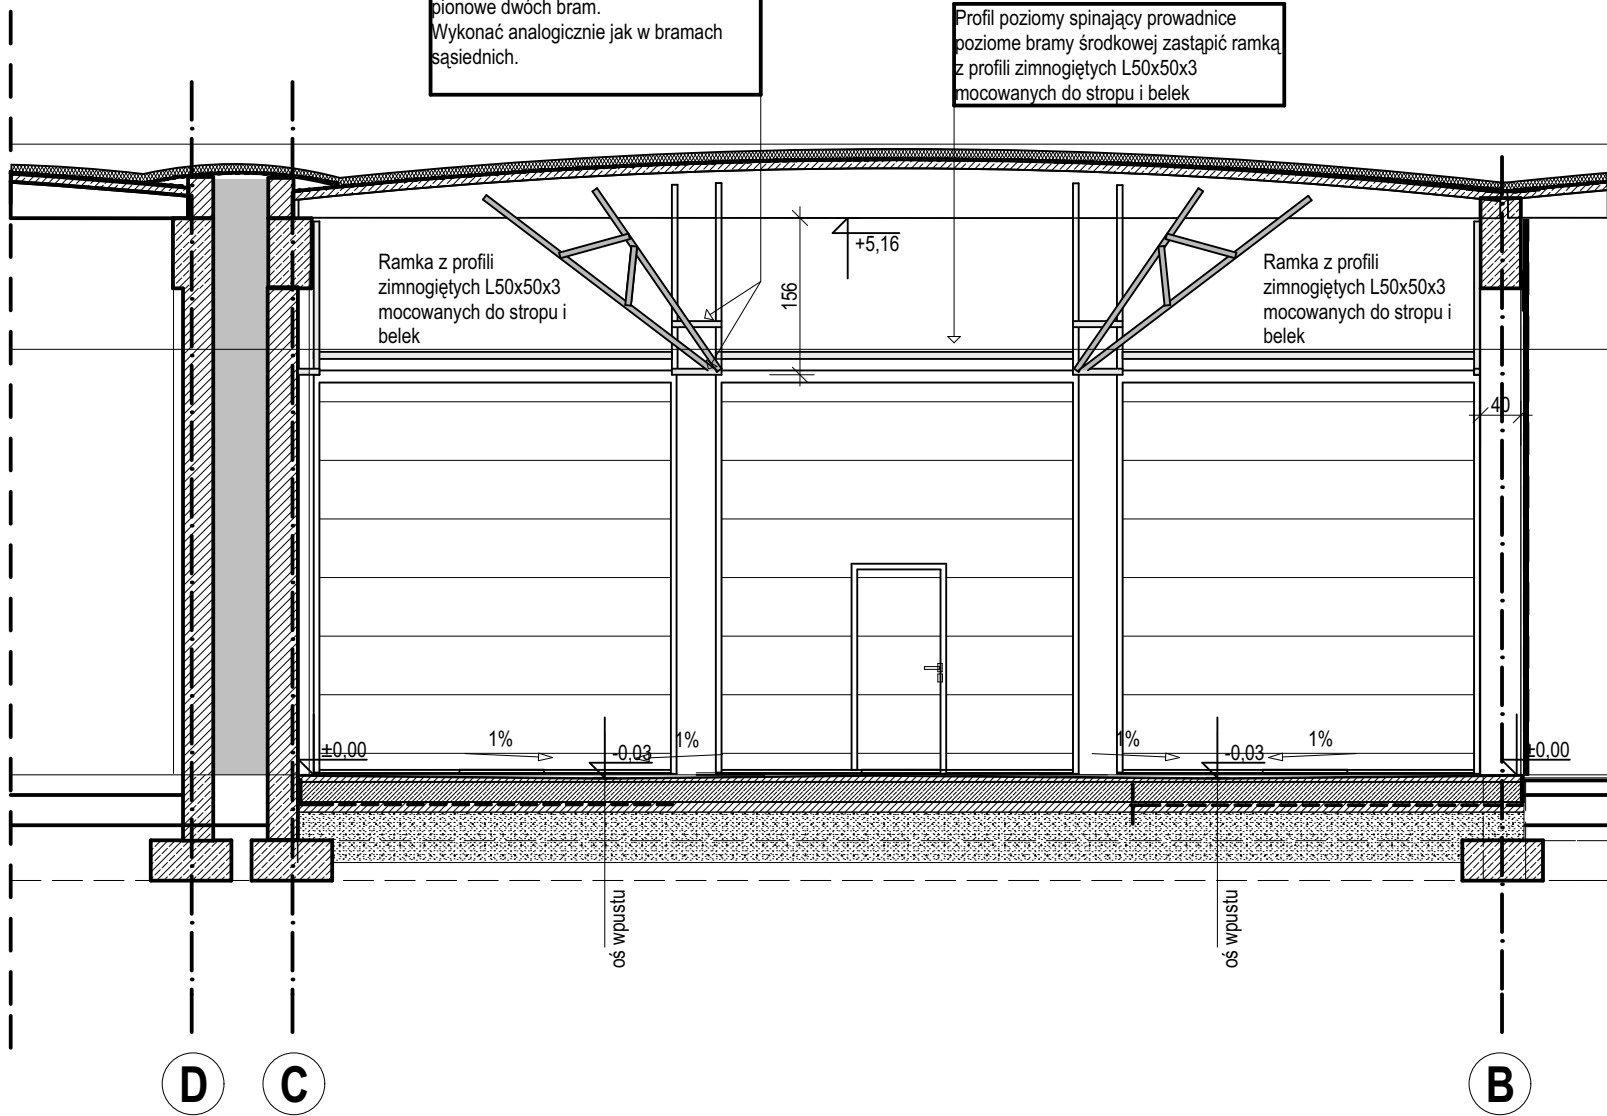 pionowe dwóch bram.
Wykonać analogicznie jak w bramach
sąsiednich.
Profil poziomy spinający prowadnice
poziome bramy środkowej zastąpić ramką
z profili zimnogiętych L50x50x3
mocowanych do stropu i belek
+5,16
Ramka z profili
zimnogiętych L50x50x3
mocowanych do stropu i
belek
156
Ramka z profili
zimnogiętych L50x50x3
mocowanych do stropu i
belek
40
±0,00
1%
-0,03
1%
1%
-0,03
1%
±0,00
oś wpustu
oś wpustu
D
C
B